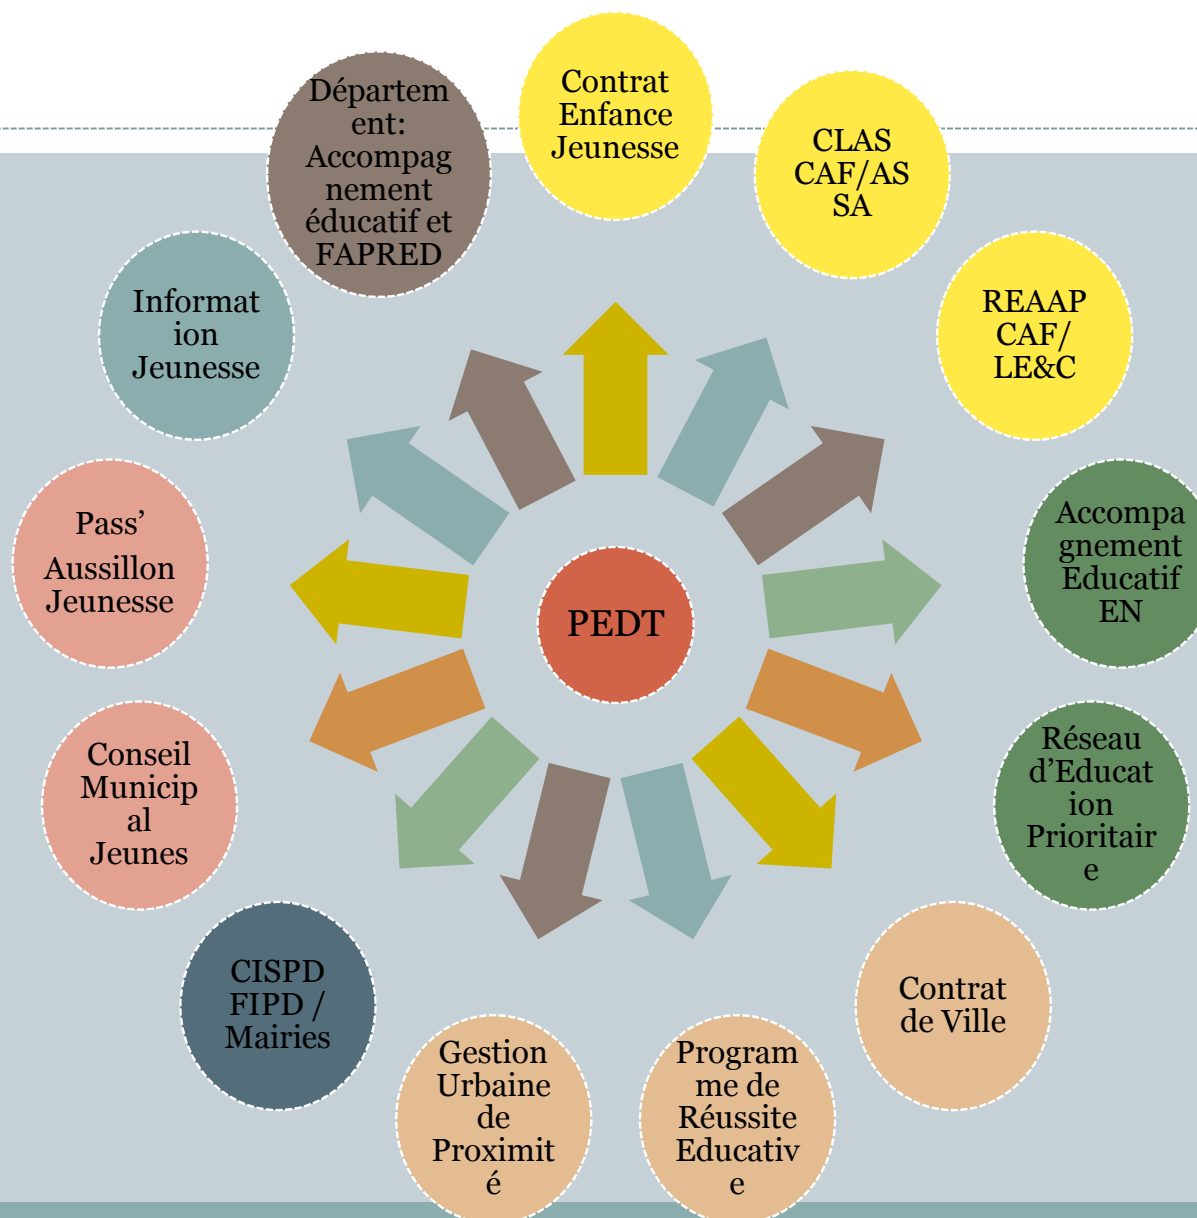 Contrat
Enfance
Jeunesse
CLAS
CAF/AS
SA
REAAP
CAF/
LE&C
Accompa
gnement
Educatif
EN
Réseau
d’Educat
ion
Prioritair
e
Contrat
de Ville
Program
me de
Réussite
Educativ
e
Gestion
Urbaine
de
Proximit
é
CISPD
FIPD /
Mairies
Conseil
Municip
al
Jeunes
Pass’
Aussillon
Jeunesse
Informat
ion
Jeunesse
Départem
ent:
Accompag
nement
éducatif et
FAPRED
PEDT